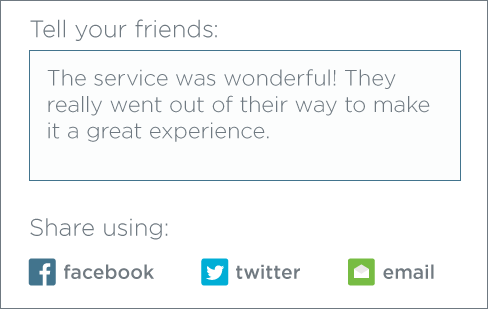 Tell your friends:
The service was wonderful! They
really went out of their way to make
it a great experience.
Share using:
facebook twitter email